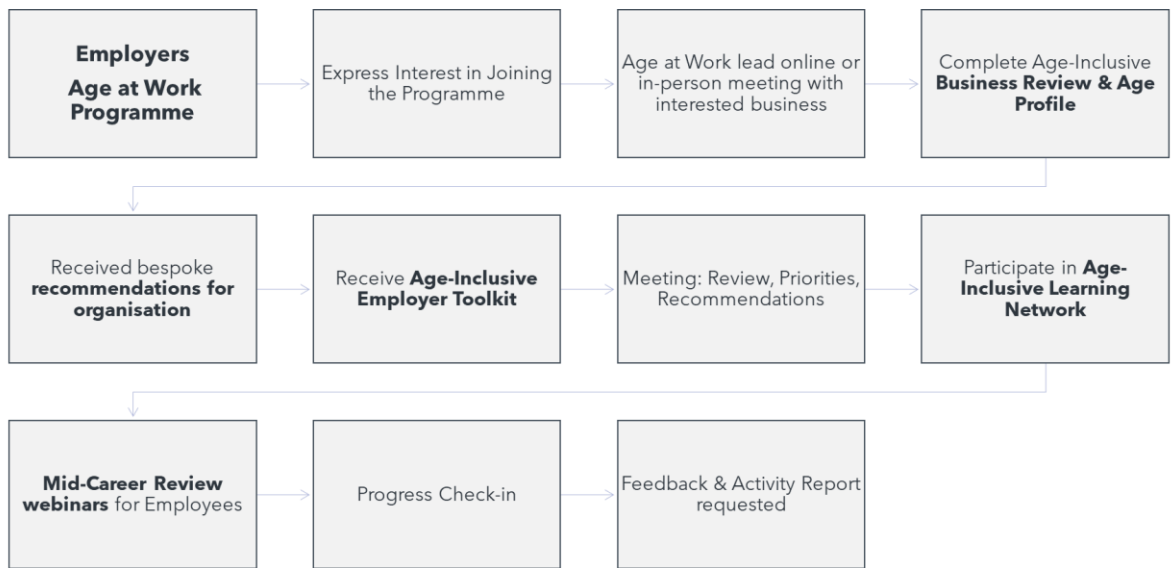 Employers
Age at Work
Programme
Express Interest in Joining
the Programme
Age at Work lead online or
in-person meeting with
interested business
Complete Age-Inclusive
Business Review & Age
Profile
Received bespoke
recommendations for
organisation
Receive Age-Inclusive
Employer Toolkit
Meeting: Review, Priorities,
Recommendations
Participate in Age-
Inclusive Learning
Network
Mid-Career Review
webinars for Employees
Progress Check-in
Feedback & Activity Report
requested